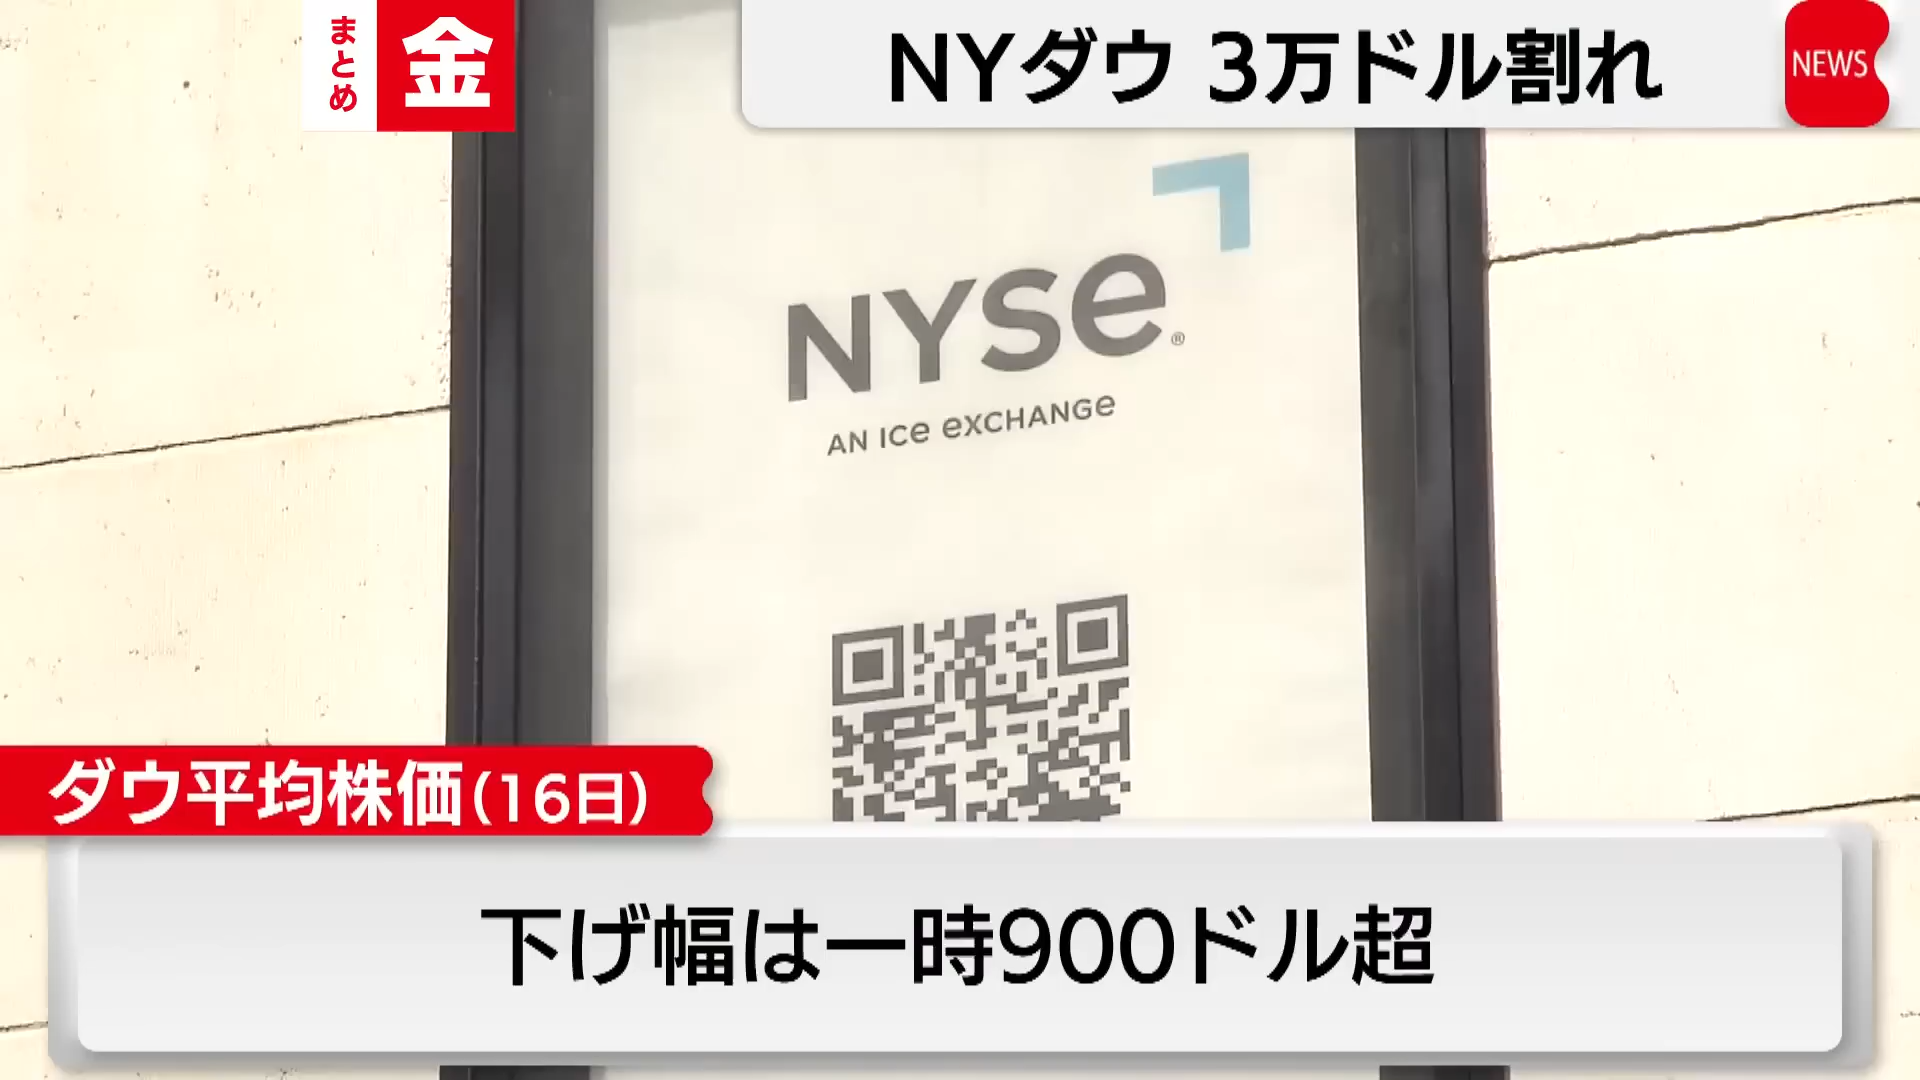 まとめ
金
NYダウ 3万ドル割れ
NEWS
NYSE®
AN ICE EXCHANGE
ダウ平均株価(16日)
下げ幅は一時900ドル超